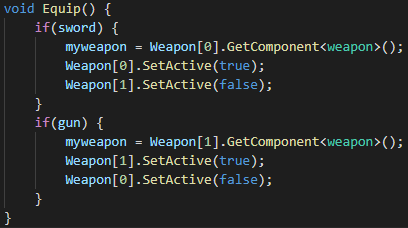 void Equip() {
    if(sword) {
        myweapon = Weapon[0].GetComponent<weapon>();
        Weapon[0].SetActive(true);
        Weapon[1].SetActive(false);
    }
    if(gun) {
        myweapon = Weapon[1].GetComponent<weapon>();
        Weapon[1].SetActive(true);
        Weapon[0].SetActive(false);
    }
}